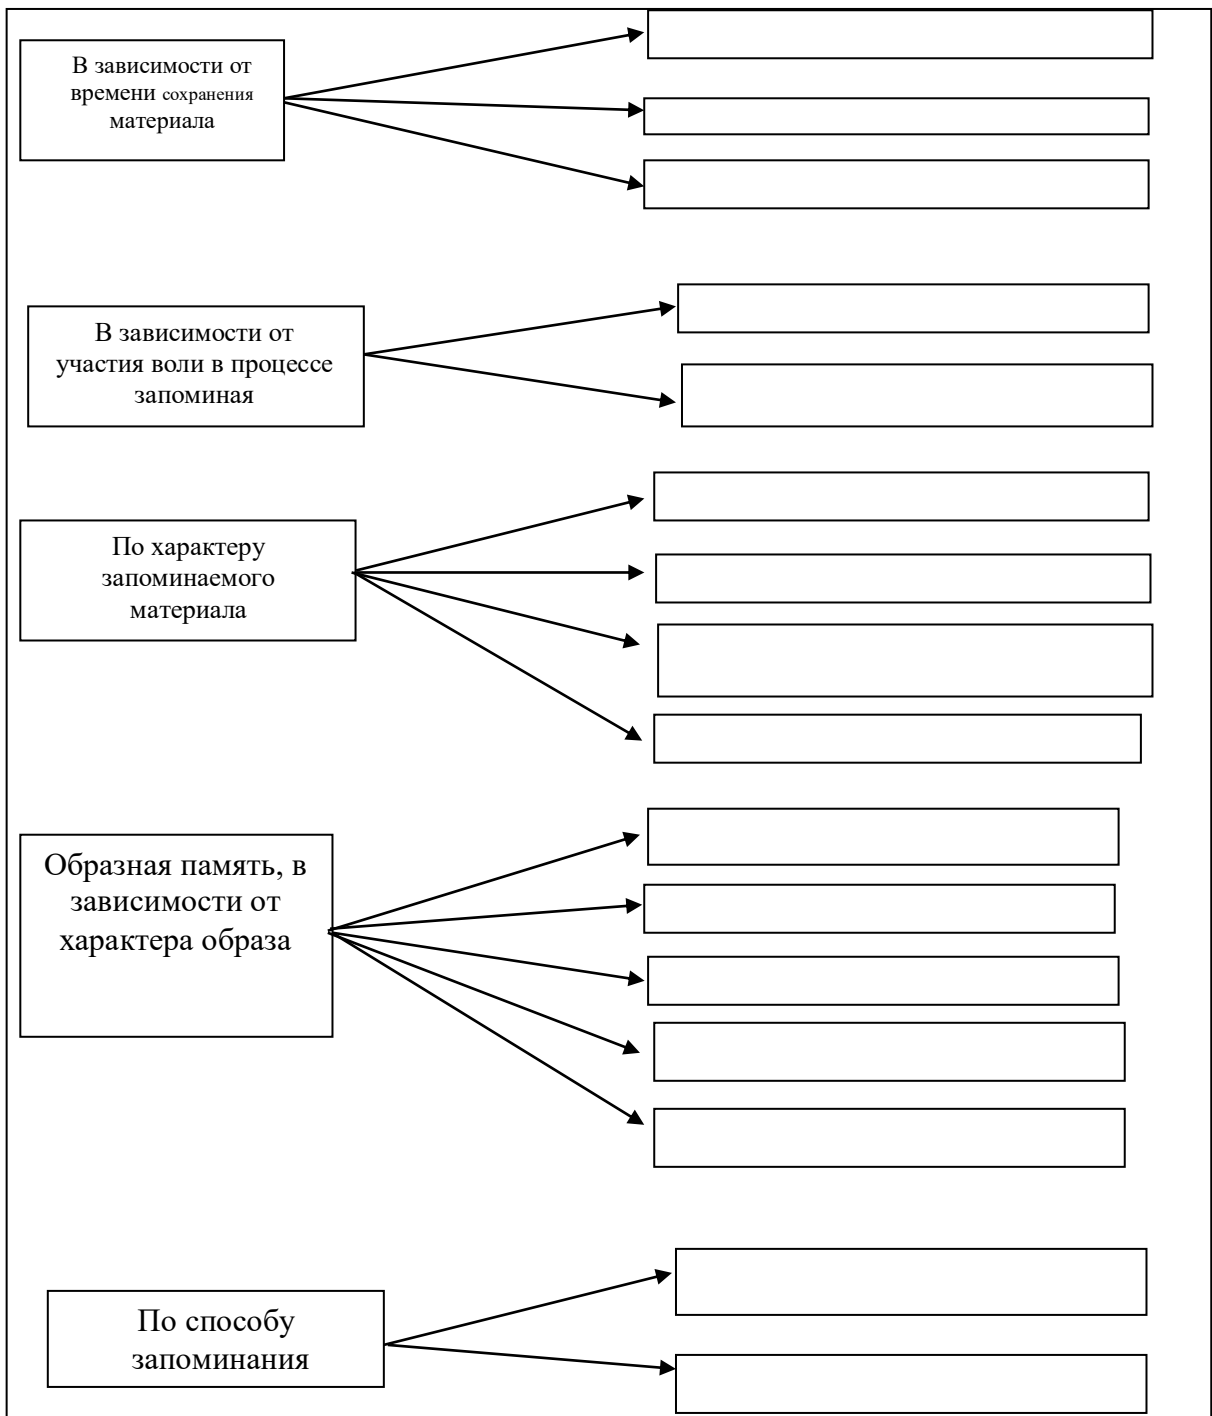 В зависимости от
времени сохранения
материала
В зависимости от
участия воли в процессе
запоминая
По характеру
запоминаемого
материала
Образная память, в
зависимости от
характера образа
По способу
запоминания